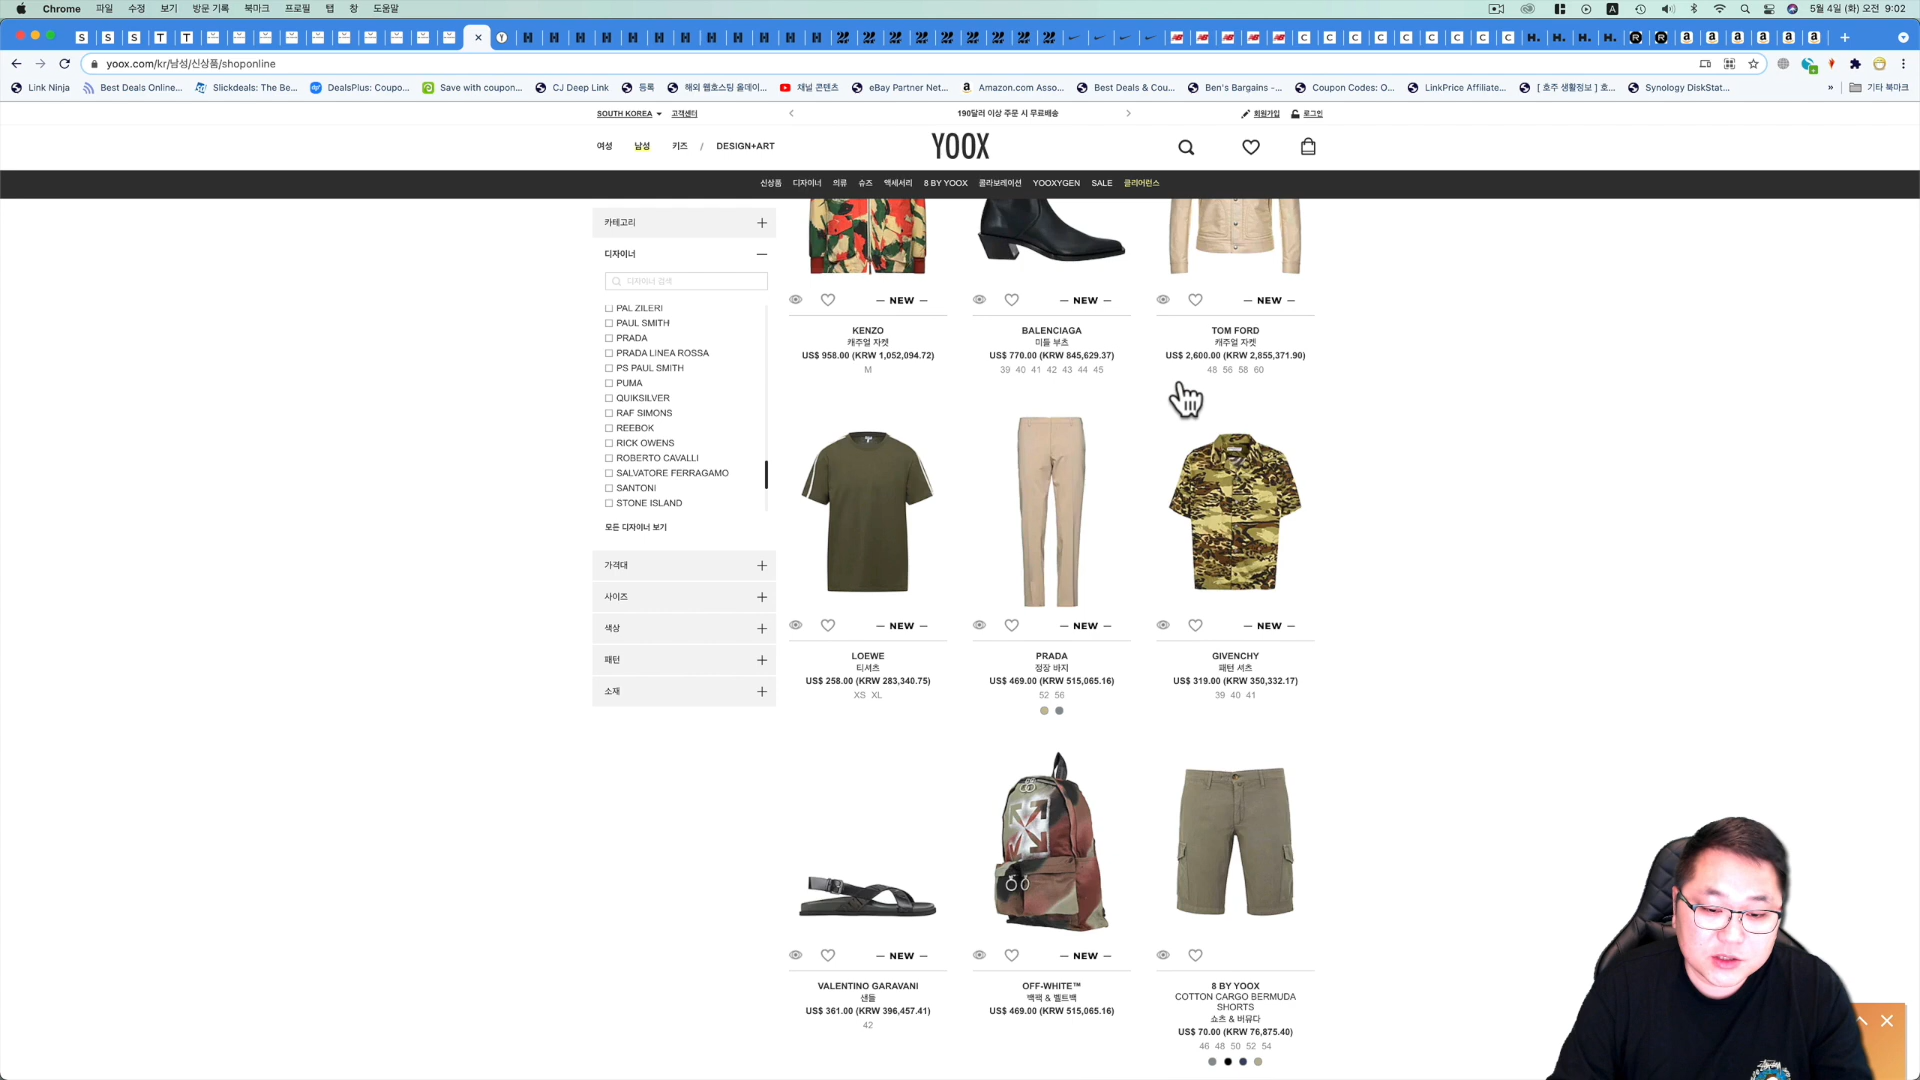 Chrome 파일 수정 보기 방문 기록 북마크 프로필 탭 창 도움말
5월 4일 (화) 오전 9:02
yoox.com/kr/남성/신상품/shoponline
Link Ninja Best Deals Online... Slickdeals: The Be... DealsPlus: Coupo... Save with coupon... CJ Deep Link 등록 해외 웹호스팅 올데이... 채널 콘텐츠 eBay Partner Net... Amazon.com Asso... Best Deals & Cou... Ben's Bargains -... Coupon Codes: O... LinkPrice Affiliate... [ 호주 생활정보 ] 호... Synology DiskStat... » 기타 북마크
SOUTH KOREA 고객센터
190달러 이상 주문 시 무료배송
회원가입 로그인
여성 남성 키즈 / DESIGN+ART
YOOX
신상품 디자이너 의류 슈즈 액세서리 8 BY YOOX 콜라보레이션 YOOXYGEN SALE 클리어런스
카테고리
디자이너
디자이너 검색
PAL ZILERI
PAUL SMITH
PRADA
PRADA LINEA ROSSA
PS PAUL SMITH
PUMA
QUIKSILVER
RAF SIMONS
REEBOK
RICK OWENS
ROBERTO CAVALLI
SALVATORE FERRAGAMO
SANTONI
STONE ISLAND
모든 디자이너 보기
가격대
사이즈
색상
패턴
소재
— NEW —
KENZO
캐주얼 자켓
US$ 958.00 (KRW 1,052,094.72)
M
— NEW —
BALENCIAGA
미들 부츠
US$ 770.00 (KRW 845,629.37)
39 40 41 42 43 44 45
— NEW —
TOM FORD
캐주얼 자켓
US$ 2,600.00 (KRW 2,855,371.90)
48 56 58 60
— NEW —
LOEWE
티셔츠
US$ 258.00 (KRW 283,340.75)
XS XL
— NEW —
PRADA
정장 바지
US$ 469.00 (KRW 515,065.16)
52 56
— NEW —
GIVENCHY
패턴 셔츠
US$ 319.00 (KRW 350,332.17)
39 40 41
— NEW —
VALENTINO GARAVANI
샌들
US$ 361.00 (KRW 396,457.41)
42
— NEW —
OFF-WHITE™
백팩 & 벨트백
US$ 469.00 (KRW 515,065.16)
8 BY YOOX
COTTON CARGO BERMUDA
SHORTS
쇼츠 & 버뮤다
US$ 70.00 (KRW 76,875.40)
46 48 50 52 54